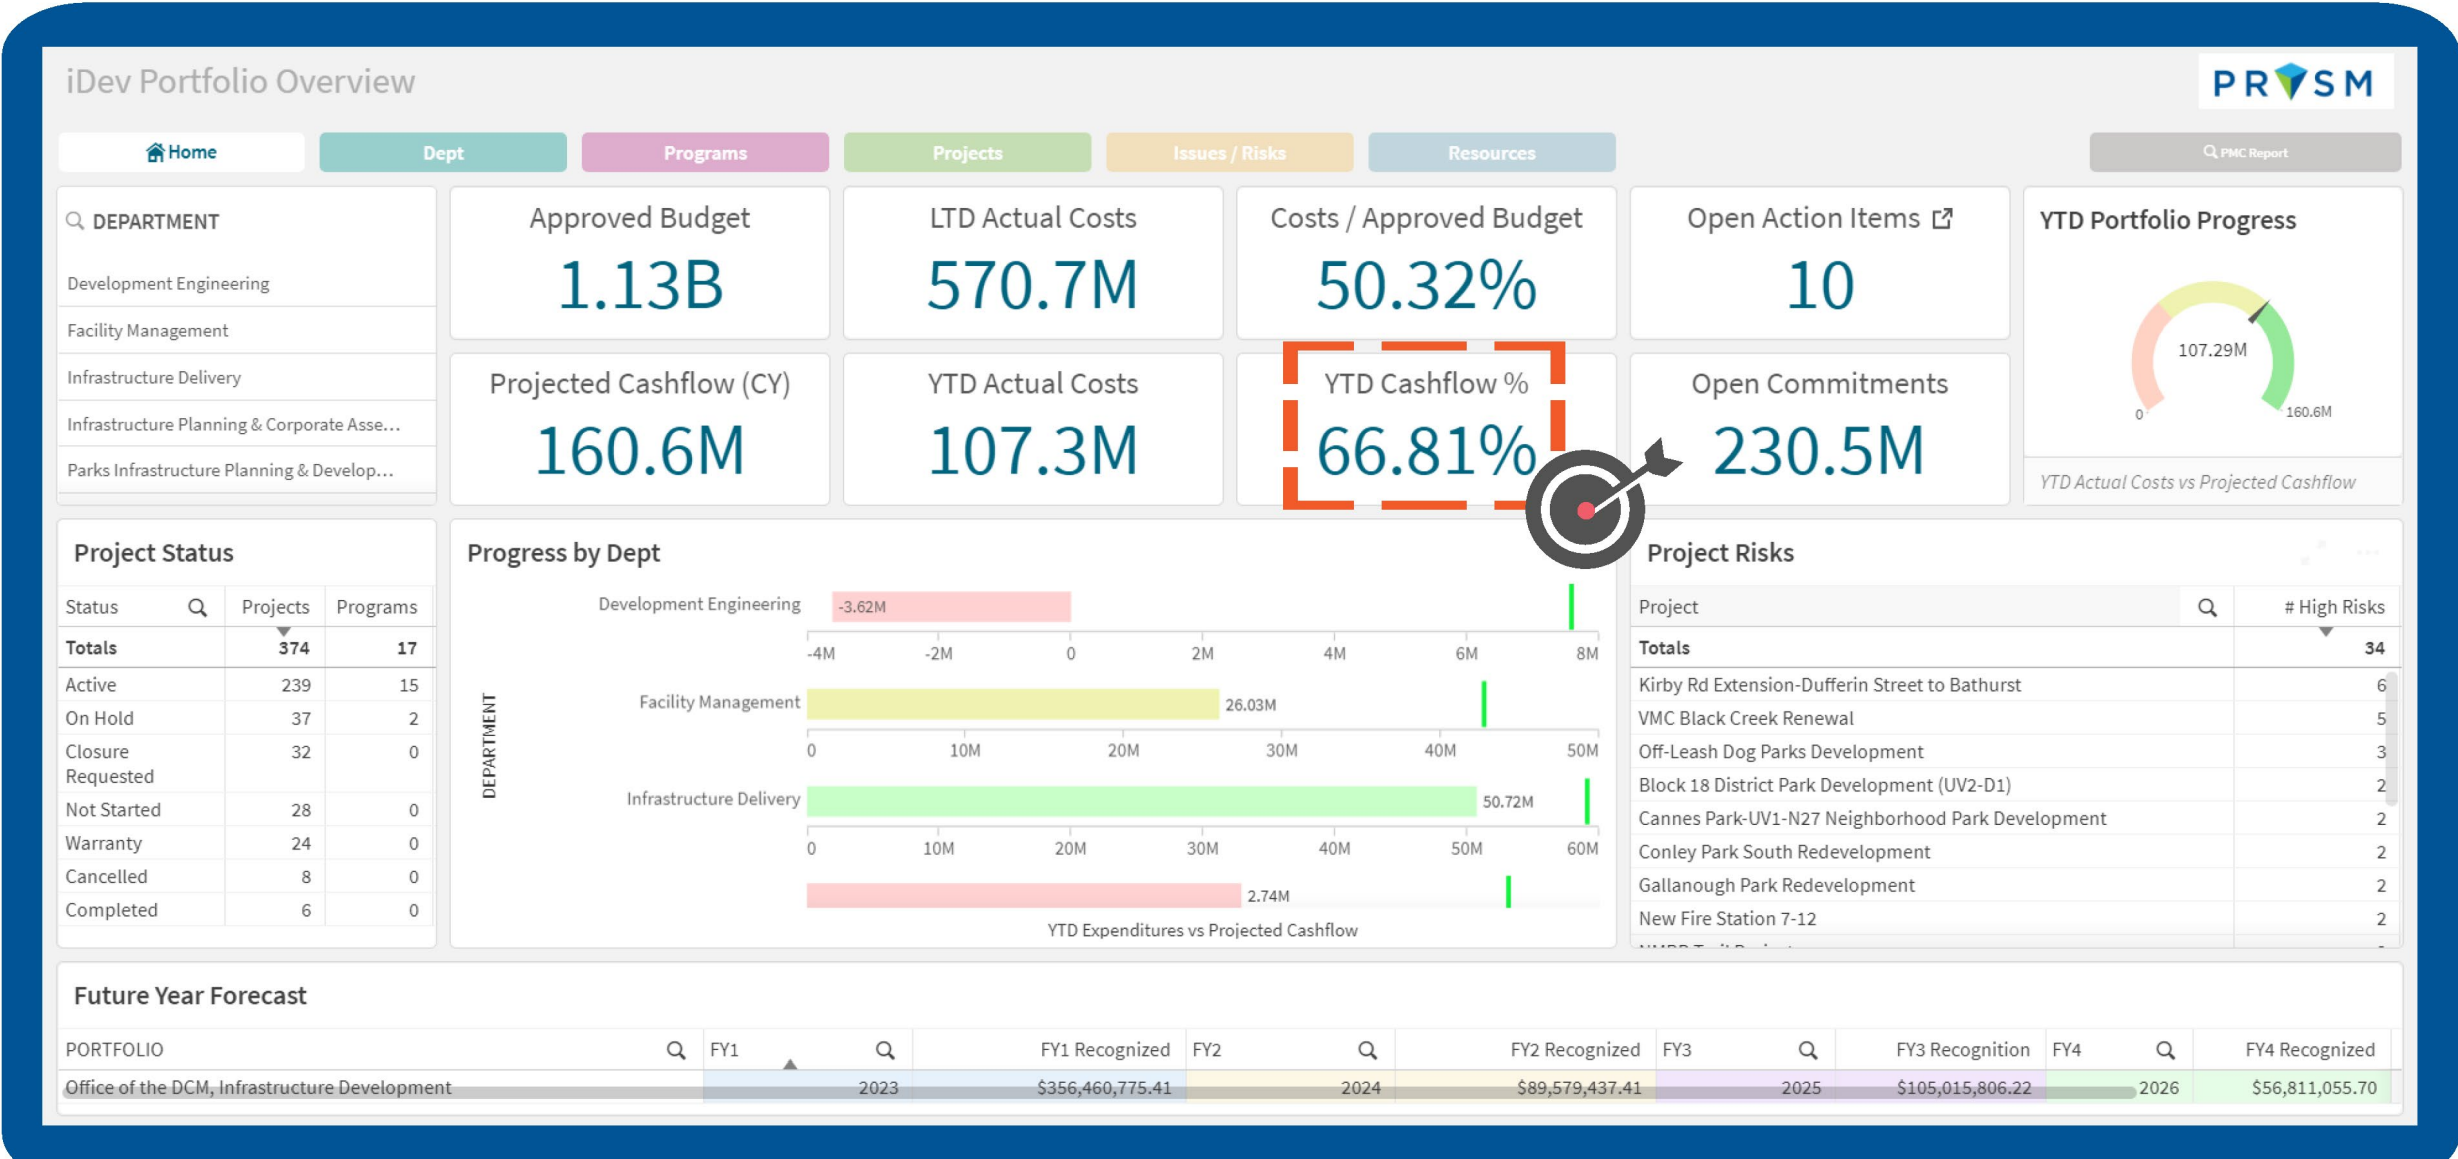 iDev Portfolio Overview
PRYSM
Home
Dept
Programs
Projects
Issues / Risks
Resources
PMC Report
DEPARTMENT
Development Engineering
Facility Management
Infrastructure Delivery
Infrastructure Planning & Corporate Asse...
Parks Infrastructure Planning & Develop...
Approved Budget
1.13B
LTD Actual Costs
570.7M
Costs / Approved Budget
50.32%
Open Action Items
10
Projected Cashflow (CY)
160.6M
YTD Actual Costs
107.3M
YTD Cashflow %
66.81%
Open Commitments
230.5M
YTD Portfolio Progress
107.29M
0
160.6M
YTD Actual Costs vs Projected Cashflow
Project Status
Status Projects Programs
Totals 374 17
Active 239 15
On Hold 37 2
Closure 32 0
Requested
Not Started 28 0
Warranty 24 0
Cancelled 8 0
Completed 6 0
Progress by Dept
DEPARTMENT
Development Engineering -3.62M
-4M -2M 0 2M 4M 6M 8M
Facility Management 26.03M
0 10M 20M 30M 40M 50M
Infrastructure Delivery 50.72M
0 10M 20M 30M 40M 50M 60M
2.74M
YTD Expenditures vs Projected Cashflow
Project Risks
Project # High Risks
Totals 34
Kirby Rd Extension-Dufferin Street to Bathurst 6
VMC Black Creek Renewal 5
Off-Leash Dog Parks Development 3
Block 18 District Park Development (UV2-D1) 2
Cannes Park-UV1-N27 Neighborhood Park Development 2
Conley Park South Redevelopment 2
Gallanough Park Redevelopment 2
New Fire Station 7-12 2
Future Year Forecast
PORTFOLIO FY1 FY1 Recognized FY2 FY2 Recognized FY3 FY3 Recognition FY4 FY4 Recognized
Office of the DCM, Infrastructure Development 2023 $356,460,775.41 2024 $89,579,437.41 2025 $105,015,806.22 2026 $56,811,055.70